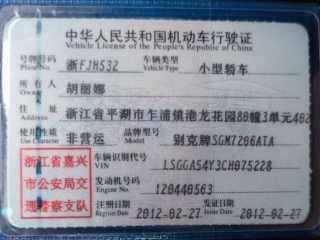 中华人民共和国机动车行驶证
Vehicle License of the People's Republic of China
号牌号码 浙FJH532 车辆类型 小型轿车
Plate No. Vehicle Type
所有人 胡丽娜
Owner
住址 浙江省平湖市乍浦镇港龙花园88幢3单元402
Address
使用性质 非营运 品牌型号 别克牌SGM7206ATA
Use Character Model
浙江省嘉兴 车辆识别代号 LSGGA54Y3CH075228
市公安局交 VIN
通警察支队 发动机号码 120440563
Engine No.
注册日期 2012-02-27 发证日期 2012-02-27
Register Date Issue Date